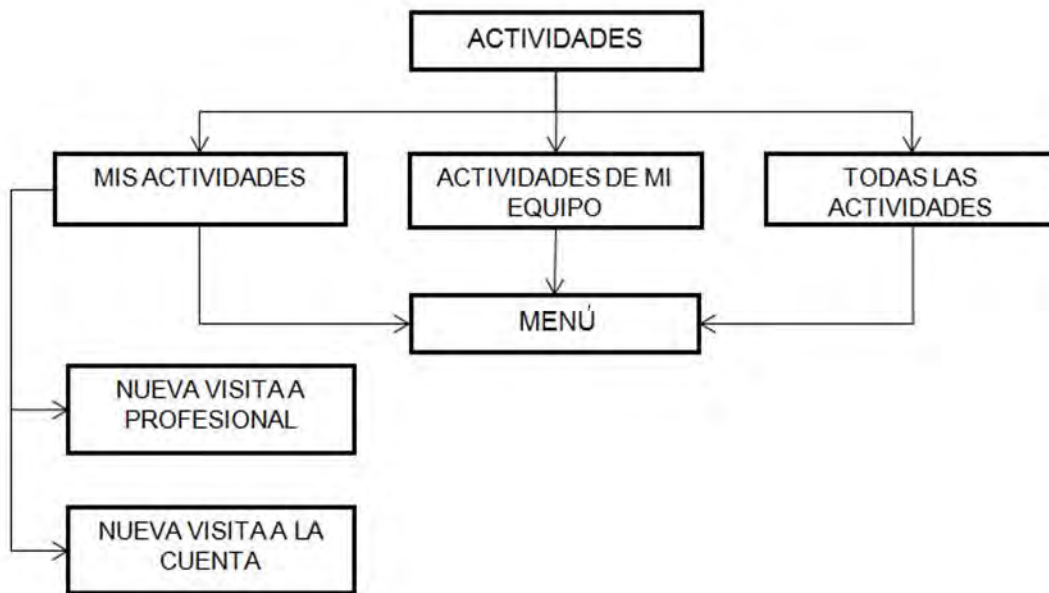 ACTIVIDADES
MIS ACTIVIDADES
ACTIVIDADES DE MI
EQUIPO
TODAS LAS
ACTIVIDADES
MENÚ
NUEVA VISITA A
PROFESIONAL
NUEVA VISITA A LA
CUENTA